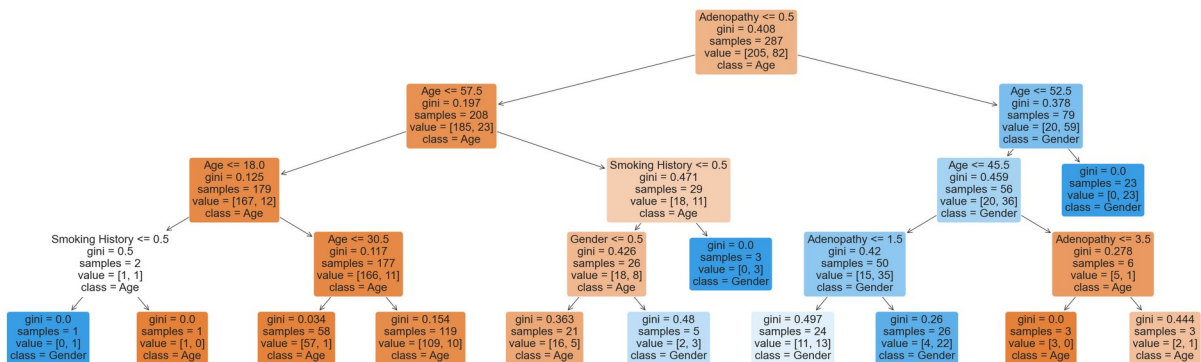 Adenopathy <= 0.5
gini = 0.408
samples = 287
value = [205, 82]
class = Age
Age <= 57.5
gini = 0.197
samples = 208
value = [185, 23]
class = Age
Age <= 52.5
gini = 0.378
samples = 79
value = [20, 59]
class = Gender
Age <= 18.0
gini = 0.125
samples = 179
value = [167, 12]
class = Age
Smoking History <= 0.5
gini = 0.471
samples = 29
value = [18, 11]
class = Age
Age <= 45.5
gini = 0.459
samples = 56
value = [20, 36]
class = Gender
gini = 0.0
samples = 23
value = [0, 23]
class = Gender
Smoking History <= 0.5
gini = 0.5
samples = 2
value = [1, 1]
class = Age
Age <= 30.5
gini = 0.117
samples = 177
value = [166, 11]
class = Age
Gender <= 0.5
gini = 0.426
samples = 26
value = [18, 8]
class = Age
gini = 0.0
samples = 3
value = [0, 3]
class = Gender
Adenopathy <= 1.5
gini = 0.42
samples = 50
value = [15, 35]
class = Gender
Adenopathy <= 3.5
gini = 0.278
samples = 6
value = [5, 1]
class = Age
gini = 0.0
samples = 1
value = [0, 1]
class = Gender
gini = 0.0
samples = 1
value = [1, 0]
class = Age
gini = 0.034
samples = 58
value = [57, 1]
class = Age
gini = 0.154
samples = 119
value = [109, 10]
class = Age
gini = 0.363
samples = 21
value = [16, 5]
class = Age
gini = 0.48
samples = 5
value = [2, 3]
class = Gender
gini = 0.497
samples = 24
value = [11, 13]
class = Gender
gini = 0.26
samples = 26
value = [4, 22]
class = Gender
gini = 0.0
samples = 3
value = [3, 0]
class = Age
gini = 0.444
samples = 3
value = [2, 1]
class = Age